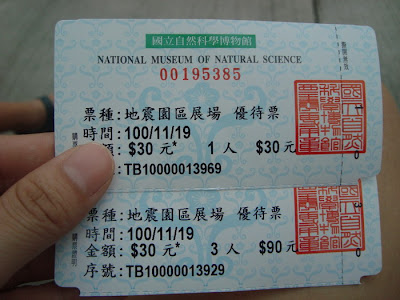 國立自然科學博物館
NATIONAL MUSEUM OF NATURAL SCIENCE
00195385
票種:地震園區展場 優待票
時間:100/11/19
額:$30元* 1人 $30元
:TB10000013969
票種:地震園區展場 優待票
時間:100/11/19
金額:$30元* 3人 $90元
序號:TB10000013929